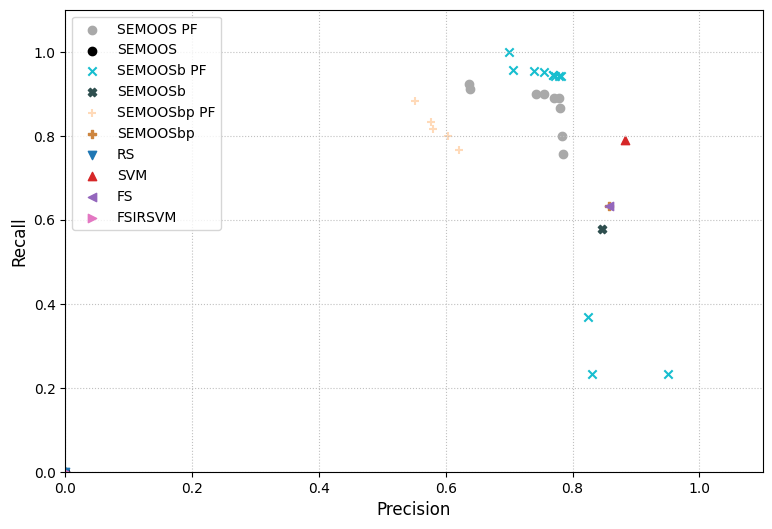 SEMOOS PF
SEMOOS
SEMOOSb PF
SEMOOSb
SEMOOSbp PF
SEMOOSbp
RS
SVM
FS
FSIRSVM
1.0
0.8
0.6
0.4
0.2
0.0
Recall
0.0 0.2 0.4 0.6 0.8 1.0
Precision